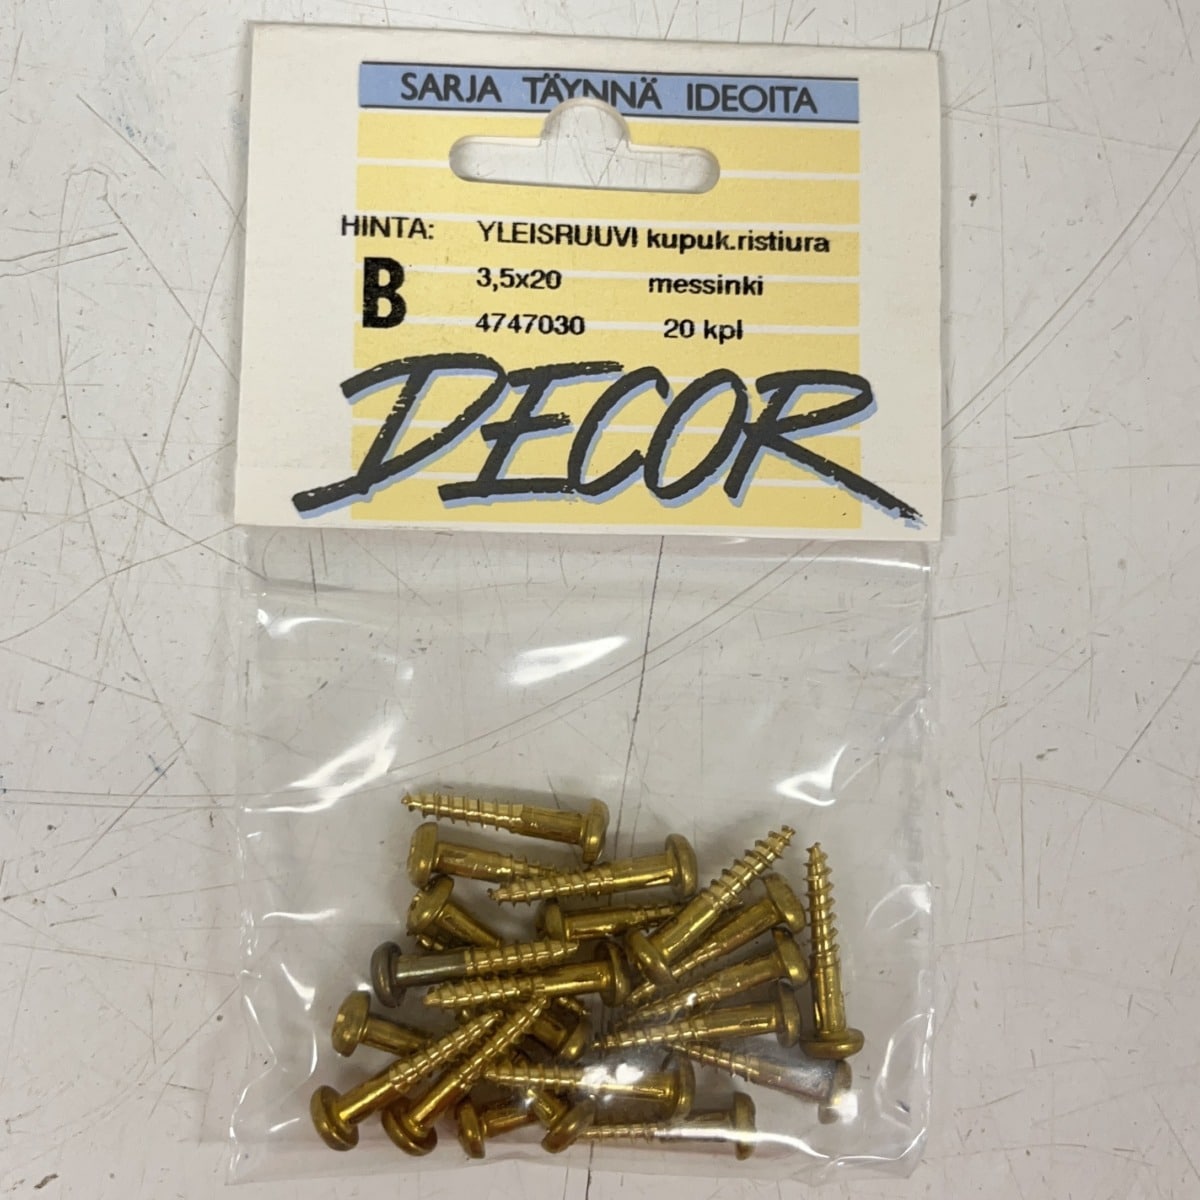 SARJA TÄYNNÄ IDEOITA
HINTA: YLEISRUUVI kupuk.ristiura
B 3,5x20 messinki
4747030 20 kpl
DECOR